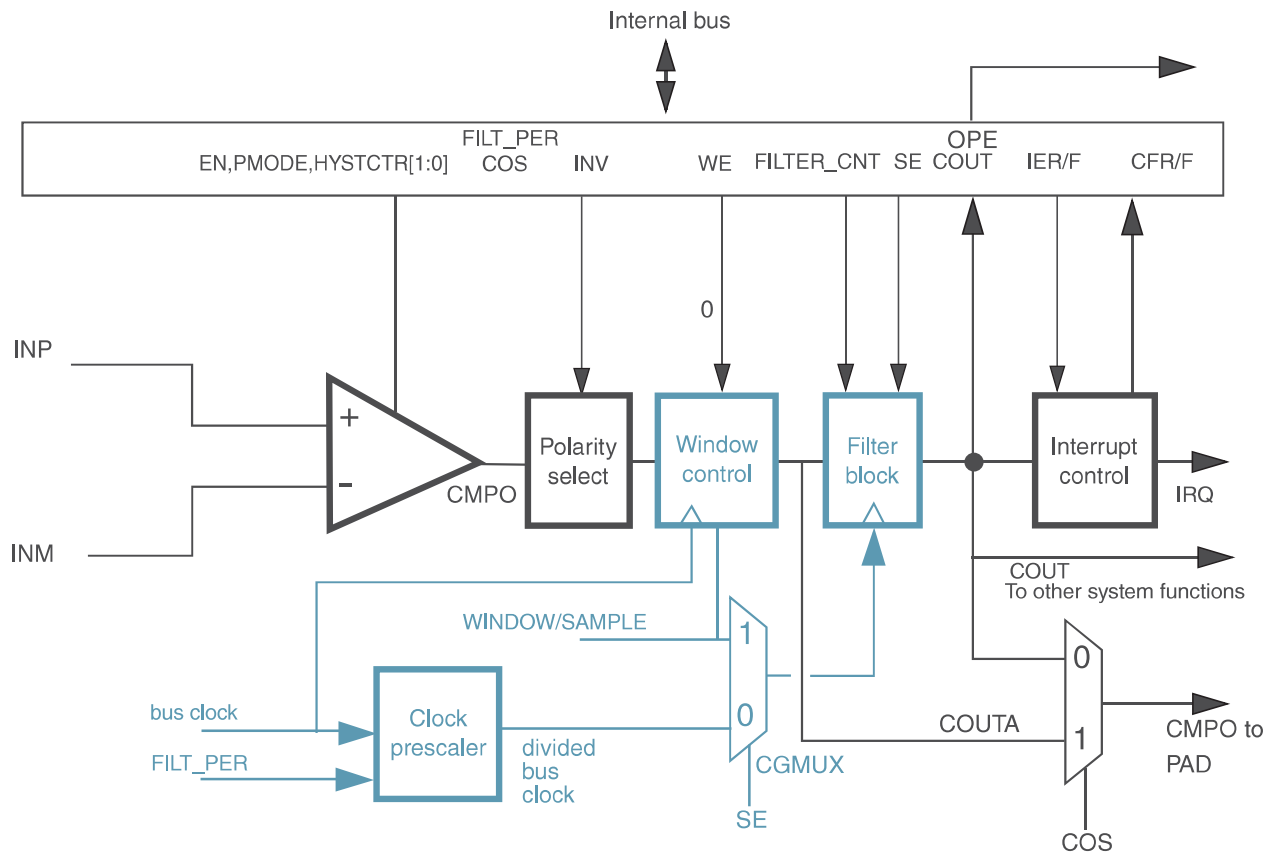 Internal bus
FILT_PER
OPE
EN,PMODE,HYSTCTR[1:0]
COS
INV
WE
FILTER_CNT
SE
COUT
IER/F
CFR/F
0
INP
+
-
INM
CMPO
Polarity
select
Window
control
Filter
block
Interrupt
control
IRQ
COUT
To other system functions
WINDOW/SAMPLE
1
0
bus clock
FILT_PER
Clock
prescaler
divided
bus
clock
CGMUX
SE
COUTA
0
1
CMPO to
PAD
COS